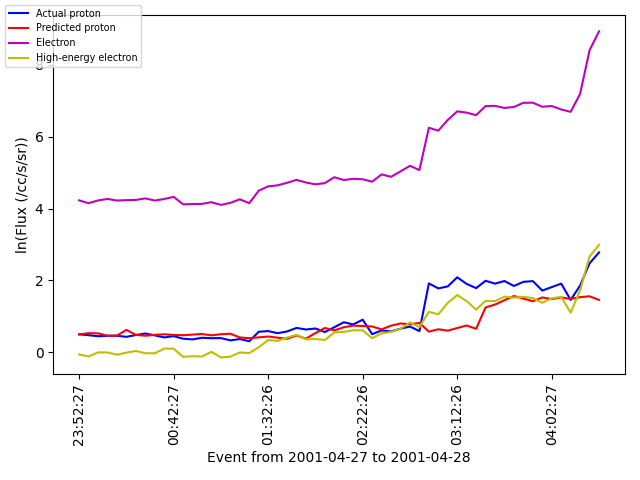 Actual proton
Predicted proton
Electron
High-energy electron
8
6
4
2
0
ln(Flux (/cc/s/sr))
23:52:27
00:42:27
01:32:26
02:22:26
03:12:26
04:02:27
Event from 2001-04-27 to 2001-04-28